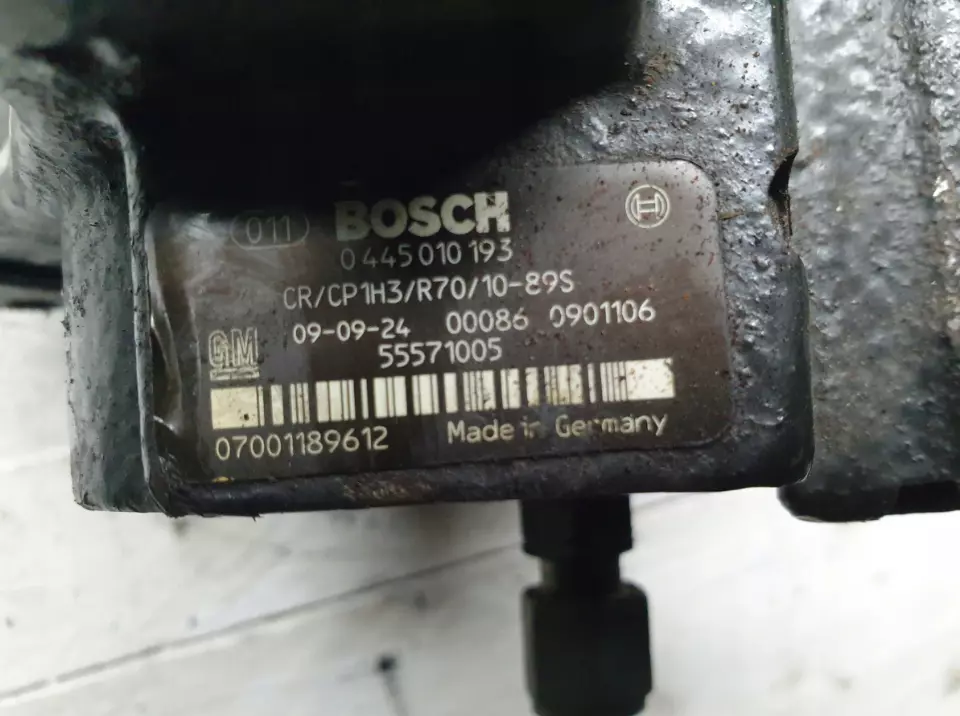 011 BOSCH
0 445 010 193
CR/CP1H3/R70/10-89S
GM 09-09-24 00086 0901106
55571005
07001189612 Made in Germany